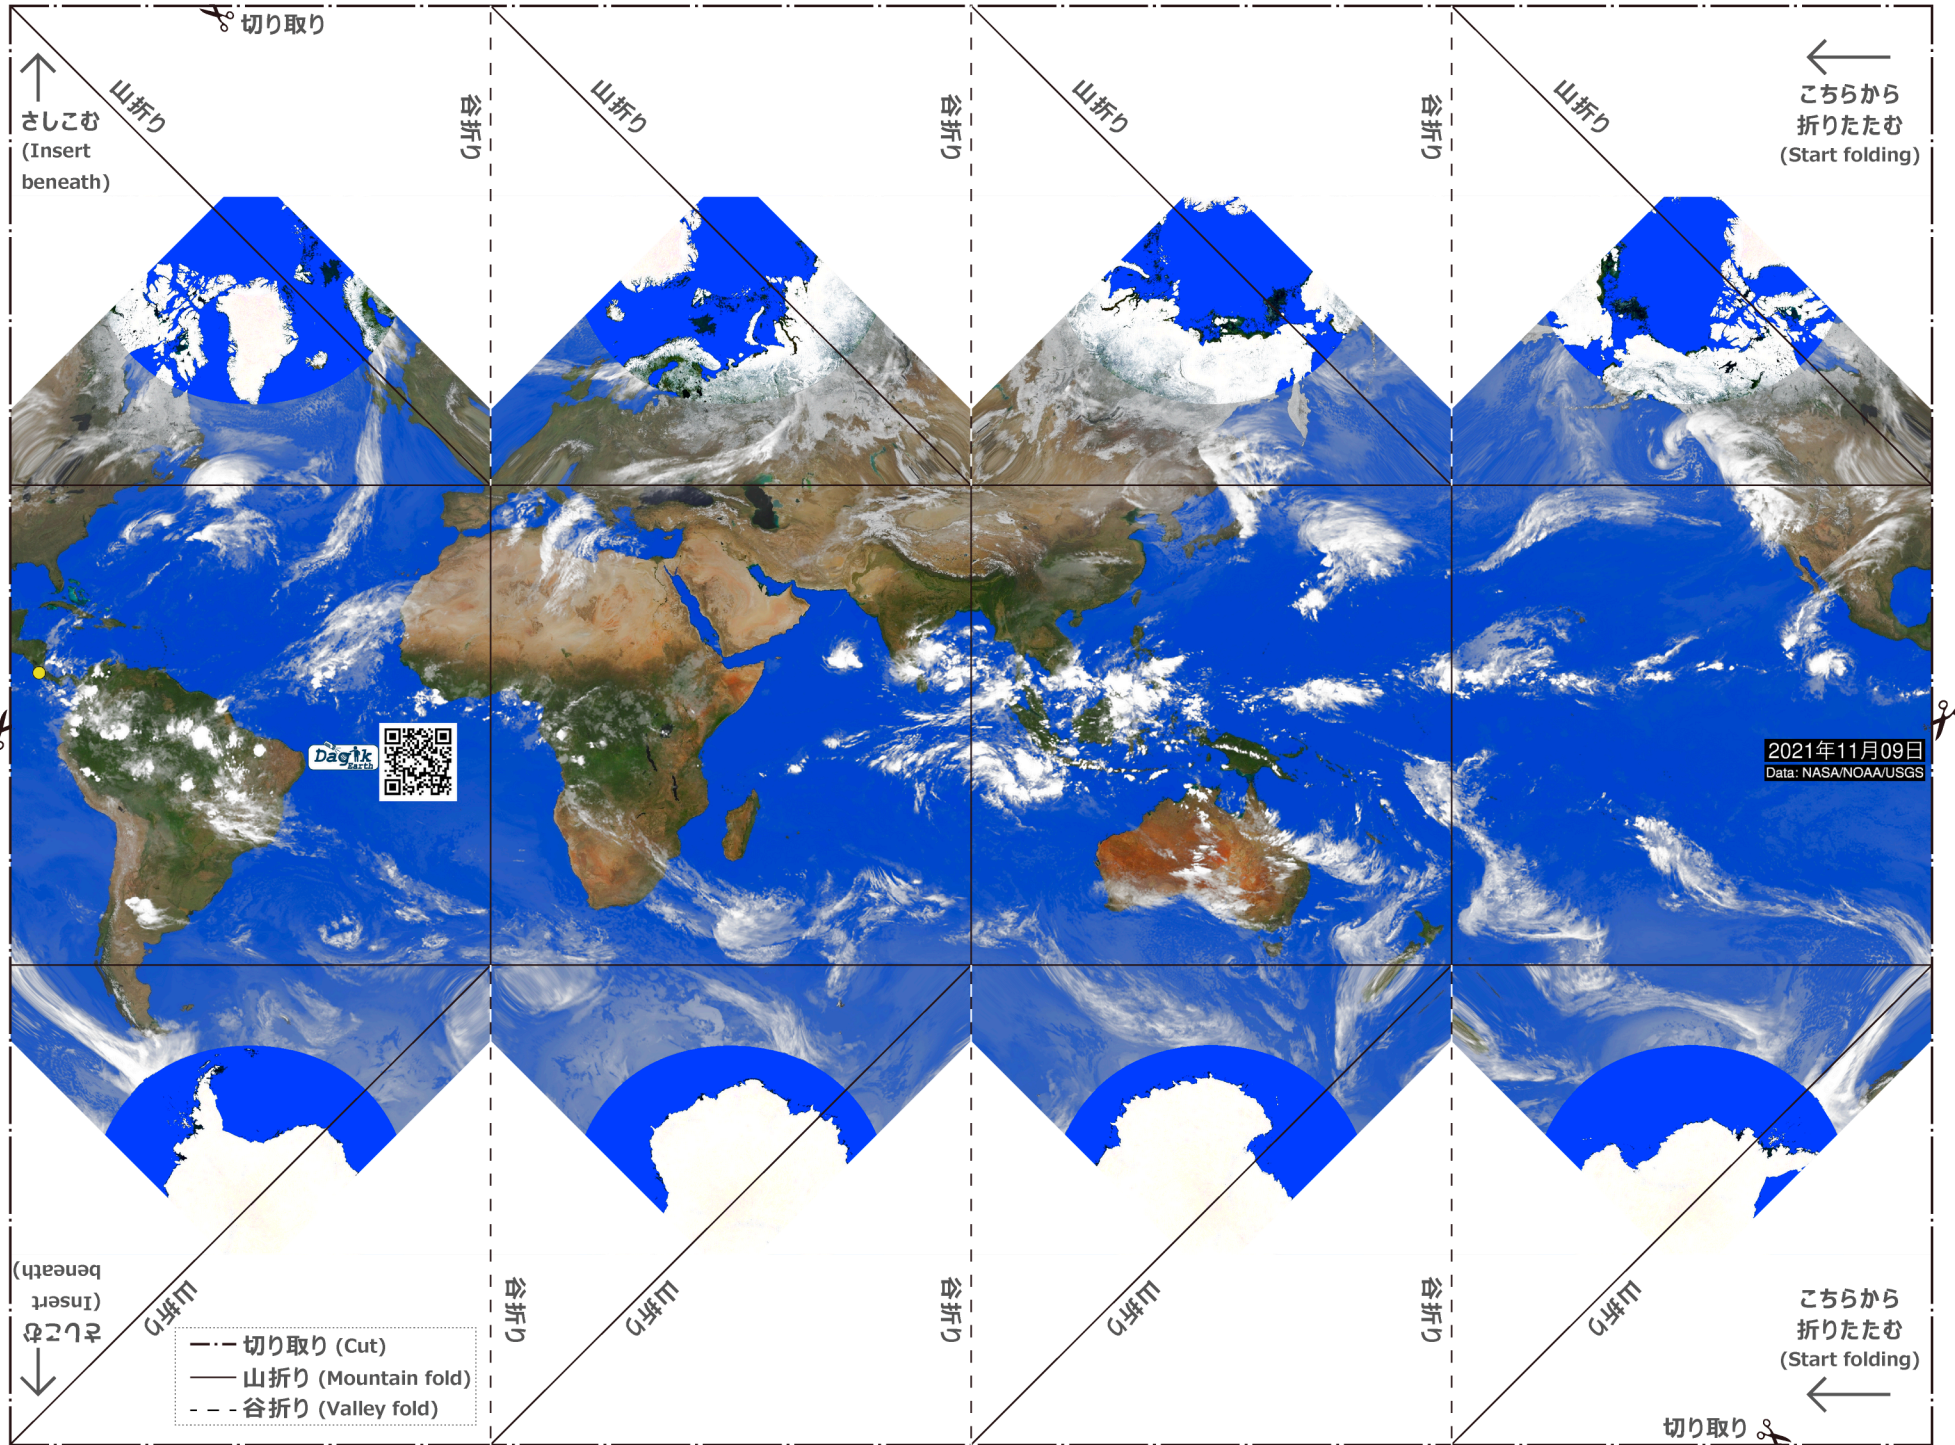 切り取り
さしこむ
(Insert
beneath)
山折り
谷折り
山折り
谷折り
山折り
谷折り
山折り
こちらから
折りたたむ
(Start folding)
Dagik
Earth
2021年11月09日
Data: NASA/NOAA/USGS
さしこむ
(Insert
beneath)
山折り
谷折り
山折り
谷折り
山折り
谷折り
山折り
こちらから
折りたたむ
(Start folding)
切り取り (Cut)
山折り (Mountain fold)
谷折り (Valley fold)
切り取り